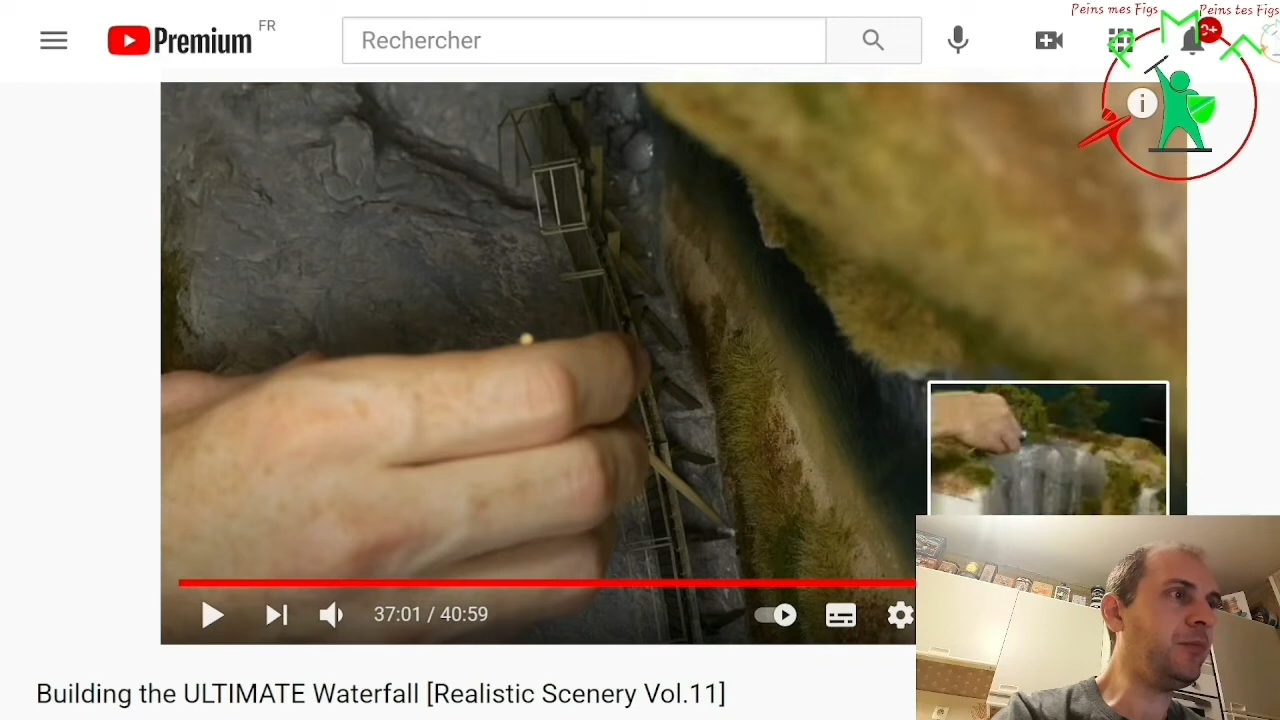 Peins mes Figs
Peins tes Figs
Premium
FR
Rechercher
9+
PMPA
i
37:01 / 40:59
Building the ULTIMATE Waterfall [Realistic Scenery Vol.11]